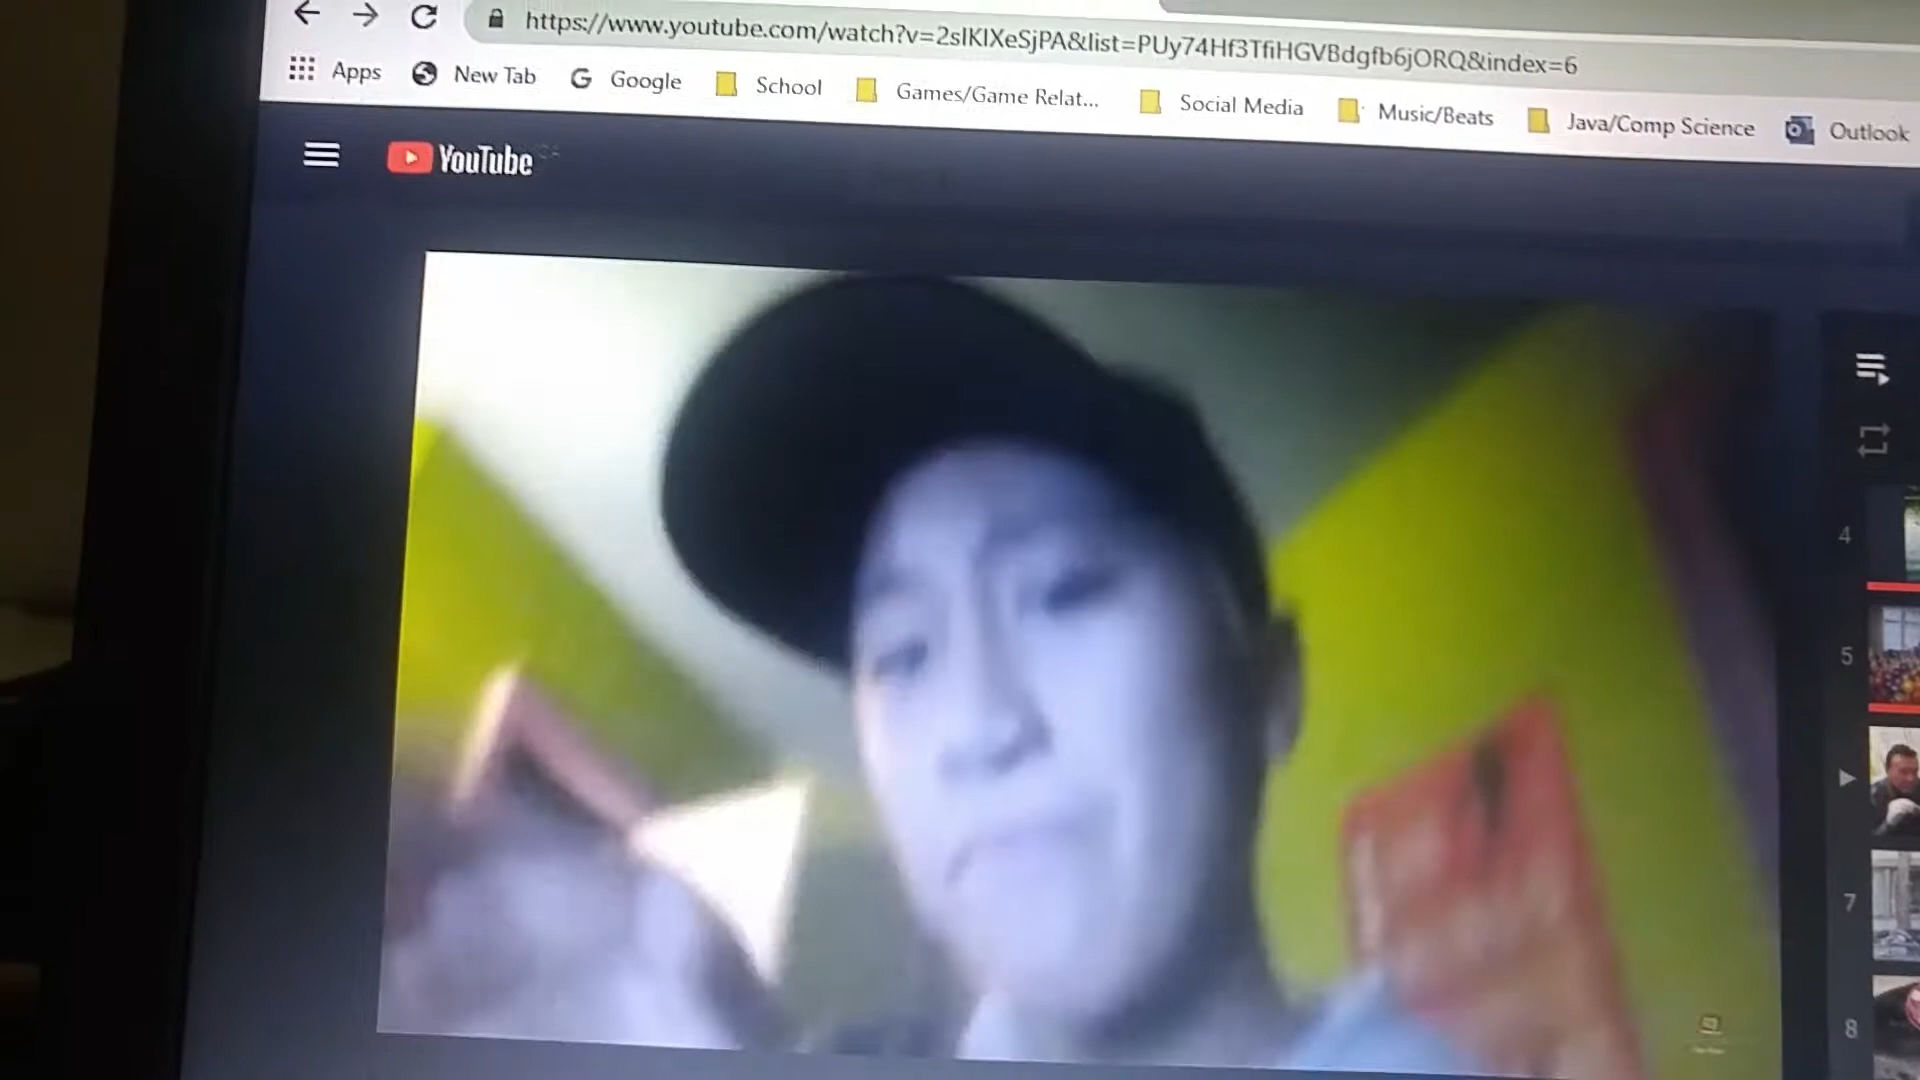 https://www.youtube.com/watch?v=2sIKIXeSjPA&list=PUy74Hf3TfiHGVBdgfb6jORQ&index=6
Apps New Tab Google School Games/Game Relat... Social Media Music/Beats Java/Comp Science Outlook
YouTube
4
5
7
8